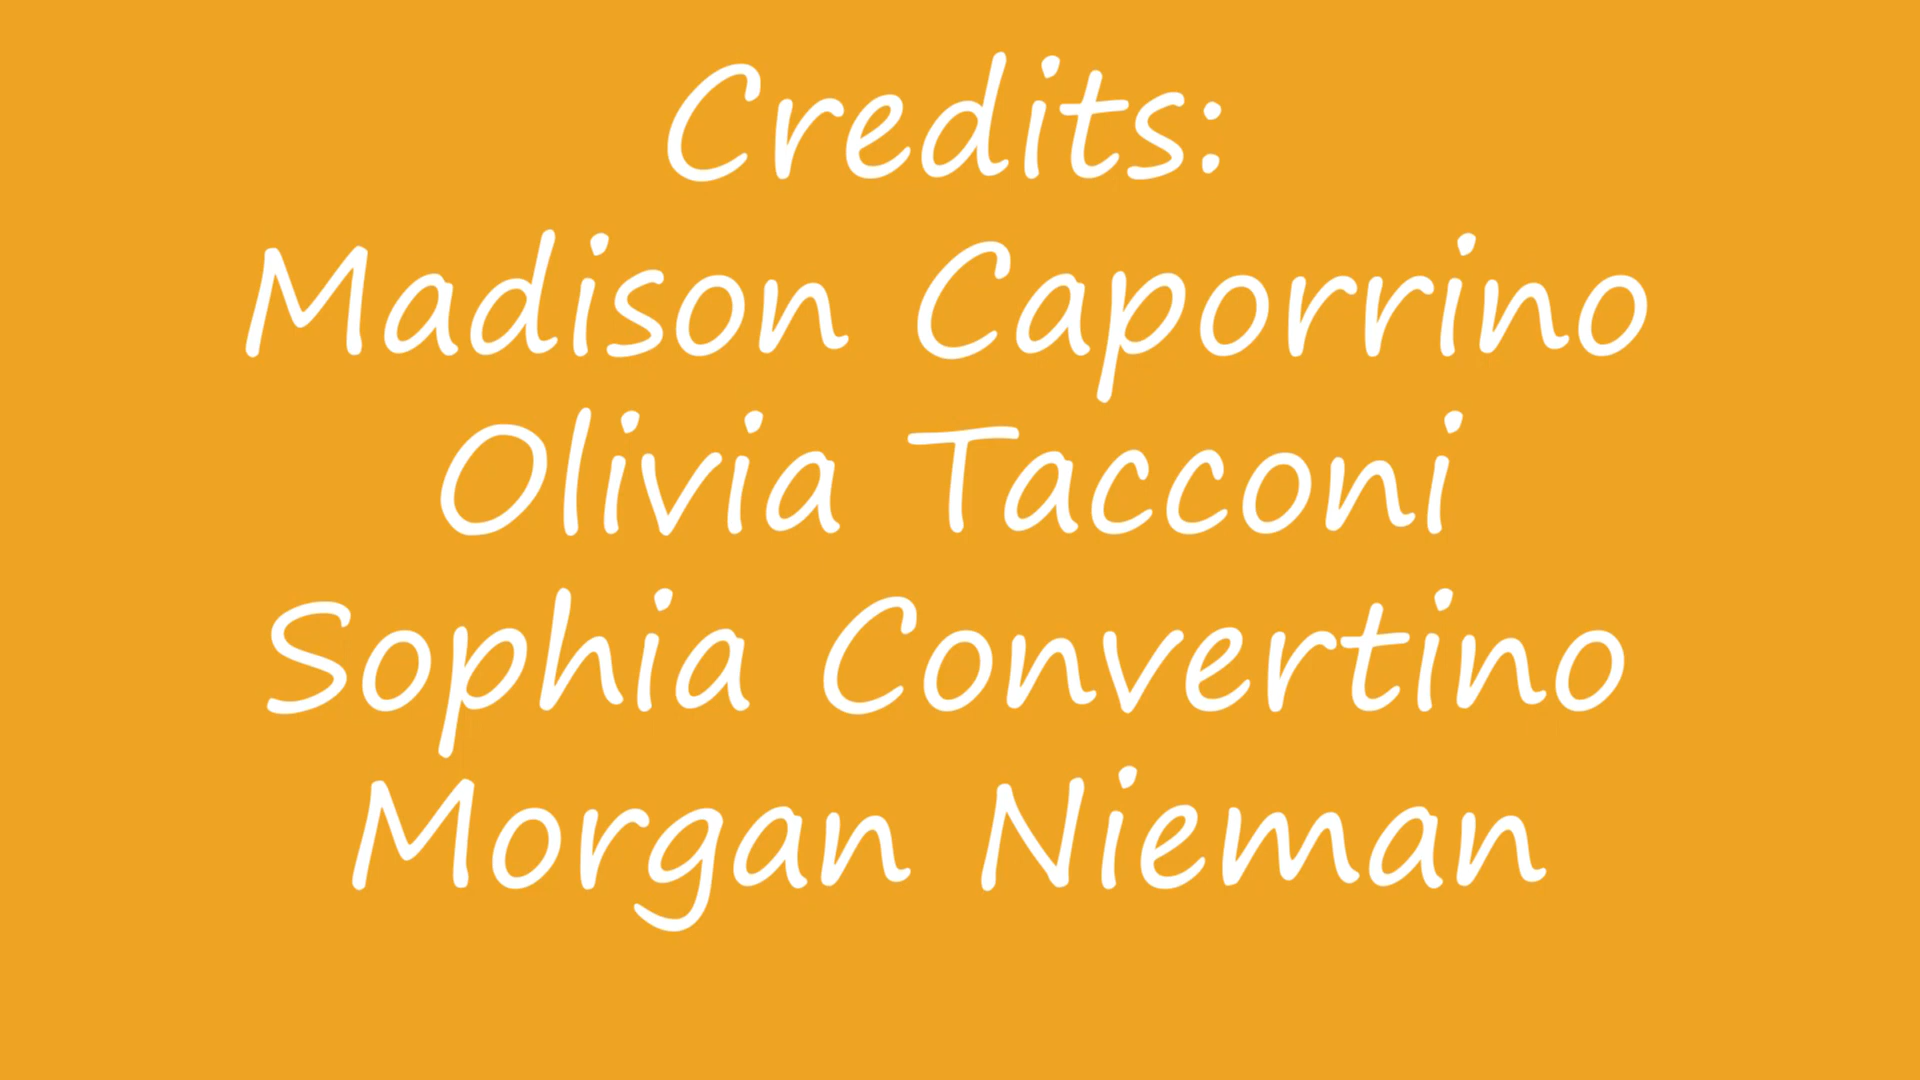 Credits:
Madison Caporrino
Olivia Tacconi
Sophia Convertino
Morgan Nieman